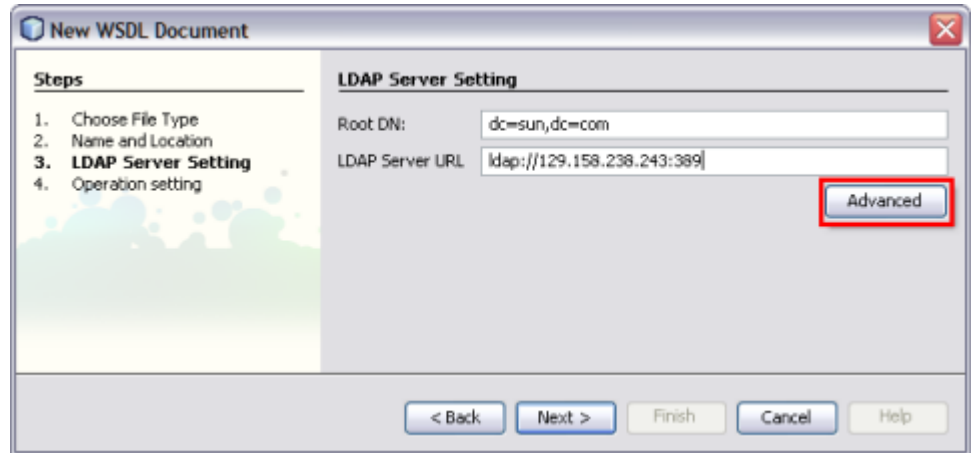 New WSDL Document
Steps
1. Choose File Type
2. Name and Location
3. LDAP Server Setting
4. Operation setting
LDAP Server Setting
Root DN: dc=sun,dc=com
LDAP Server URL ldap://129.158.238.243:389
Advanced
< Back Next > Finish Cancel Help